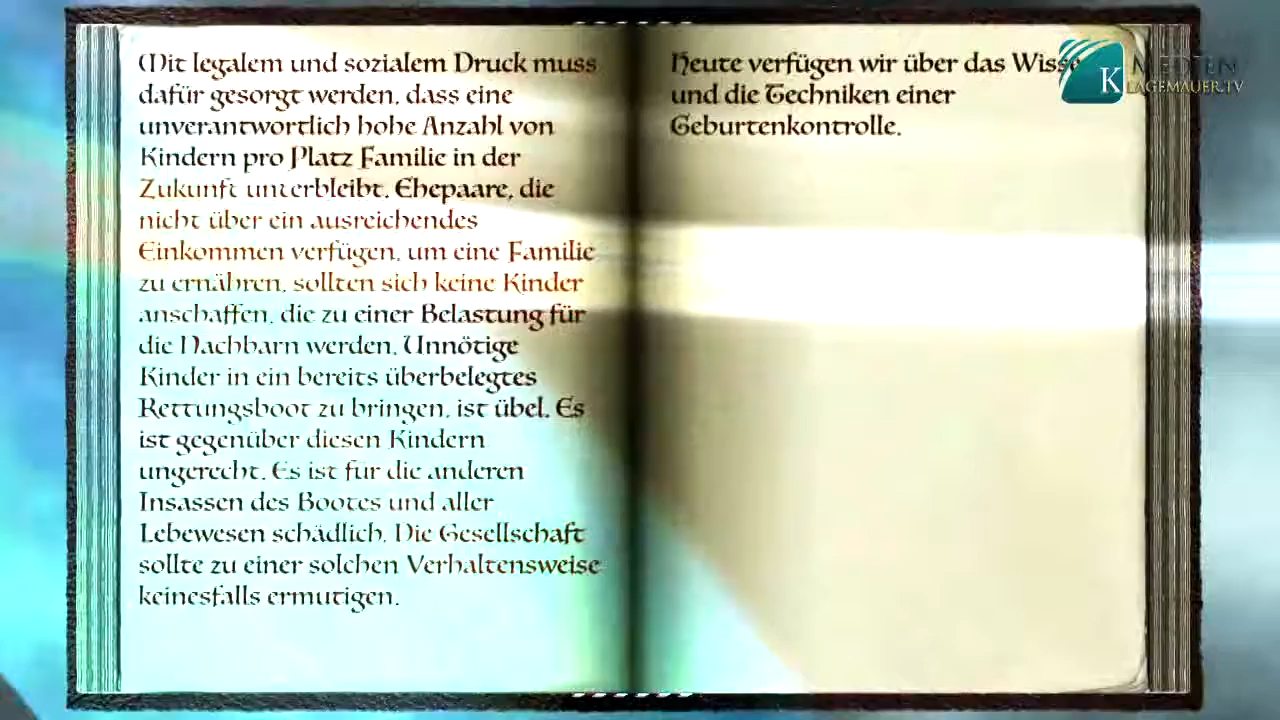 Mit legalem und sozialem Druck muss
dafür gesorgt werden, dass eine
unverantwortlich hohe Anzahl von
Kindern pro Platz Familie in der
Zukunft unterbleibt. Ehepaare, die
nicht über ein ausreichendes
Einkommen verfügen, um eine Familie
zu ernähren, sollten sich keine Kinder
anschaffen, die zu einer Belastung für
die Nachbarn werden. Unnötige
Kinder in ein bereits überbelegtes
Rettungsboot zu bringen, ist übel. Es
ist gegenüber diesen Kindern
ungerecht. Es ist für die anderen
Insassen des Bootes und aller
Lebewesen schädlich. Die Gesellschaft
sollte zu einer solchen Verhaltensweise
keinesfalls ermutigen.
Heute verfügen wir über das Wisse
und die Techniken einer
Geburtenkontrolle.
MEDIEN
KLAGEMAUER.TV